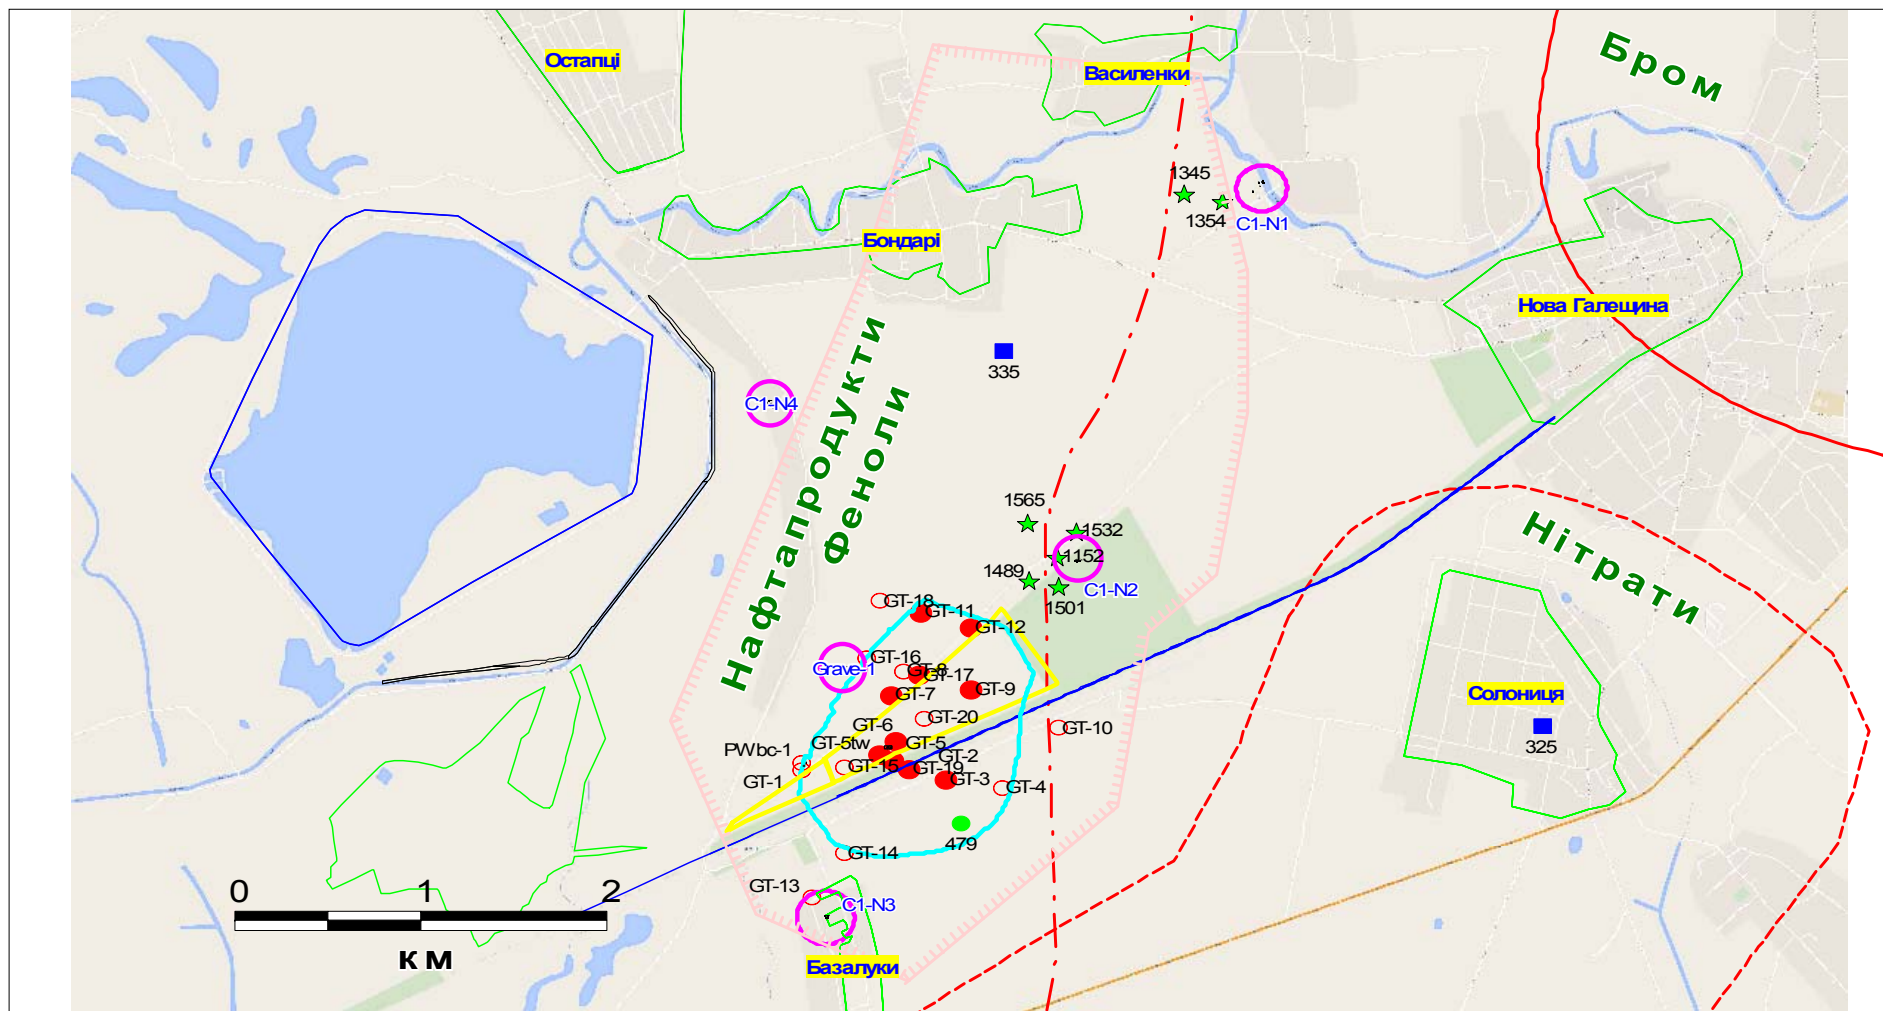 Остапці
Василенки
Бром
1345
1354
C1-N1
Бондарі
Нова Галещина
335
C1-N4
Нафтапродукти
Феноли
1565
1532
1152
1489
1501
C1-N2
Нітрати
GT-18
GT-11
GT-12
GT-16
Grave-1
GT-8
GT-17
GT-7
GT-9
Солониця
GT-20
GT-6
GT-10
325
PWbc-1
GT-5tw
GT-5
GT-2
GT-15
GT-19
GT-1
GT-3
GT-4
479
GT-14
0 1 2
км
GT-13
C1-N3
Базалуки